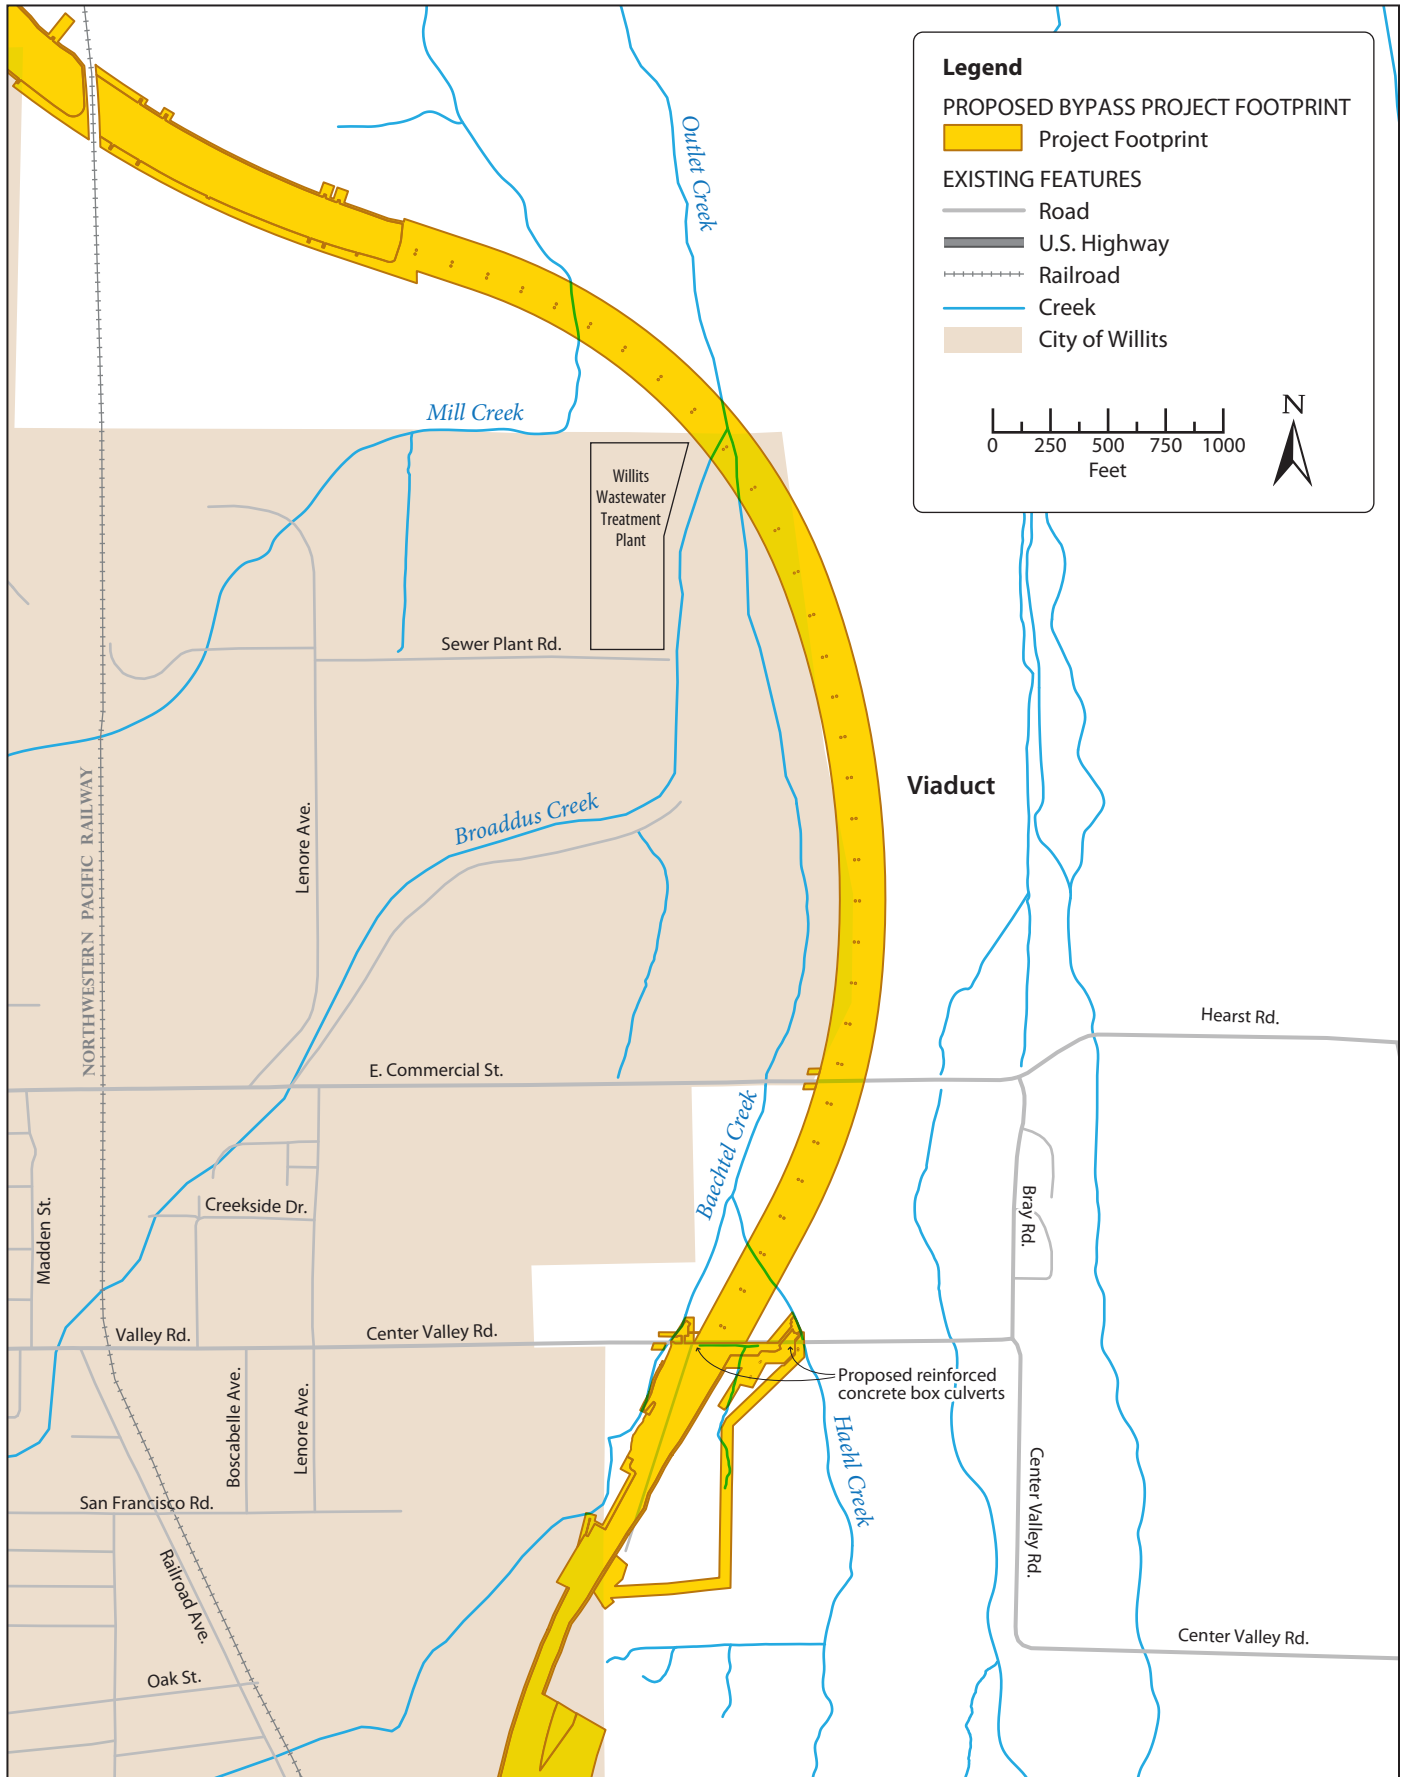 Legend
PROPOSED BYPASS PROJECT FOOTPRINT
Project Footprint
EXISTING FEATURES
Road
U.S. Highway
Railroad
Creek
City of Willits
N
0 250 500 750 1000
Feet
Outlet Creek
Mill Creek
Willits
Wastewater
Treatment
Plant
Sewer Plant Rd.
Viaduct
NORTHWESTERN PACIFIC RAILWAY
Lenore Ave.
Broaddus Creek
Hearst Rd.
E. Commercial St.
Baechtel Creek
Madden St.
Creekside Dr.
Bray Rd.
Valley Rd.
Center Valley Rd.
Proposed reinforced
concrete box culverts
Boscabelle Ave.
Lenore Ave.
Haehl Creek
Center Valley Rd.
San Francisco Rd.
Railroad Ave.
Center Valley Rd.
Oak St.